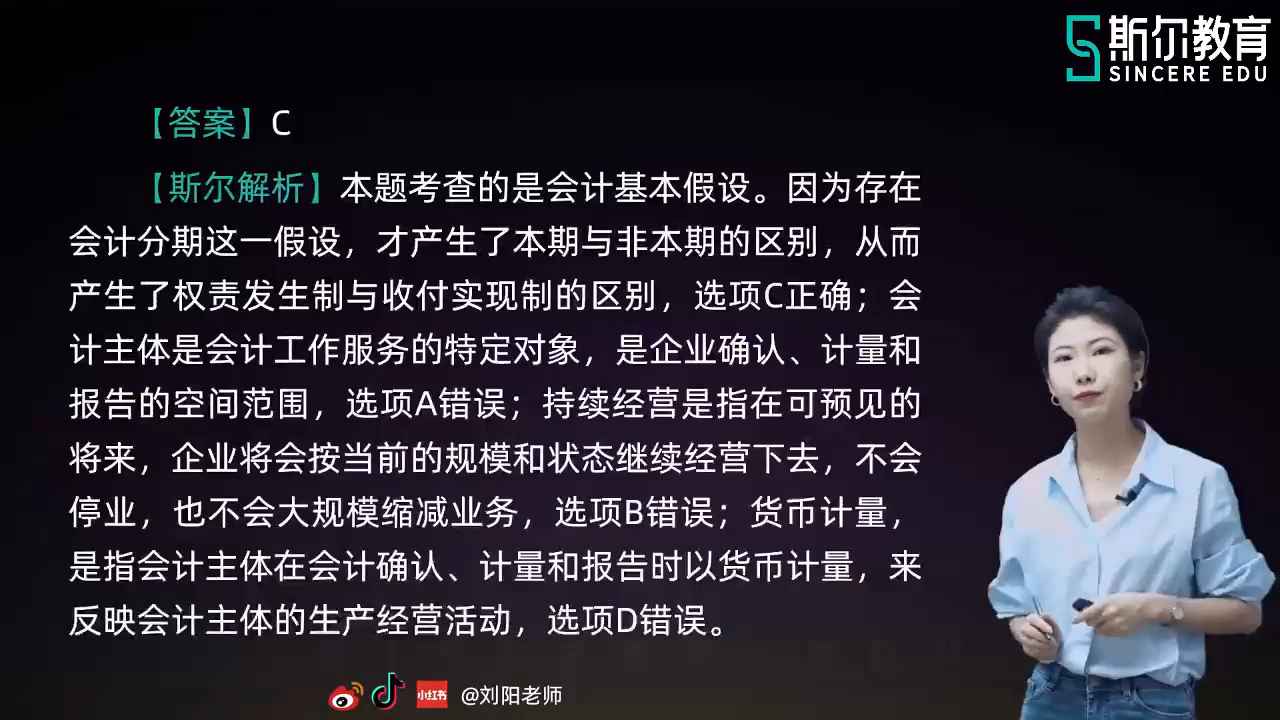 斯尔教育
SINCERE EDU
【答案】C
【斯尔解析】本题考查的是会计基本假设。因为存在
会计分期这一假设，才产生了本期与非本期的区别，从而
产生了权责发生制与收付实现制的区别，选项C正确；会
计主体是会计工作服务的特定对象，是企业确认、计量和
报告的空间范围，选项A错误；持续经营是指在可预见的
将来，企业将会按当前的规模和状态继续经营下去，不会
停业，也不会大规模缩减业务，选项B错误；货币计量，
是指会计主体在会计确认、计量和报告时以货币计量，来
反映会计主体的生产经营活动，选项D错误。
小红书 @刘阳老师